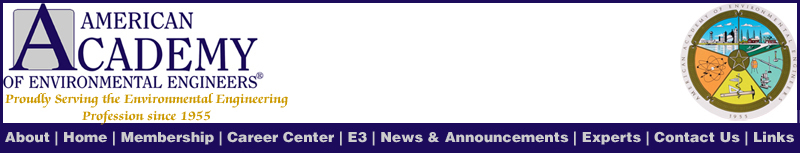 AMERICAN
ACADEMY
OF ENVIRONMENTAL ENGINEERS®
Proudly Serving the Environmental Engineering
Profession since 1955
AMERICAN ACADEMY OF ENVIRONMENTAL ENGINEERS
1955
About | Home | Membership | Career Center | E3 | News & Announcements | Experts | Contact Us | Links